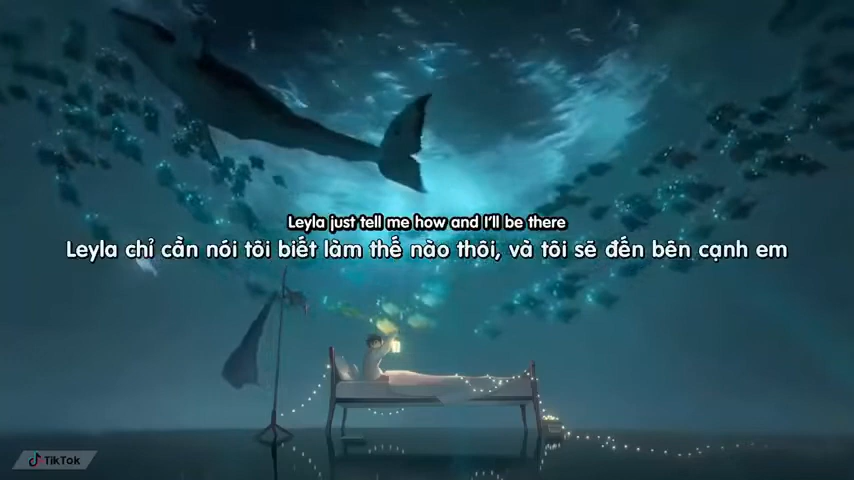 Leyla just tell me how and I'll be there
Leyla chỉ cần nói tôi biết làm thế nào thôi, và tôi sẽ đến bên cạnh em
TikTok